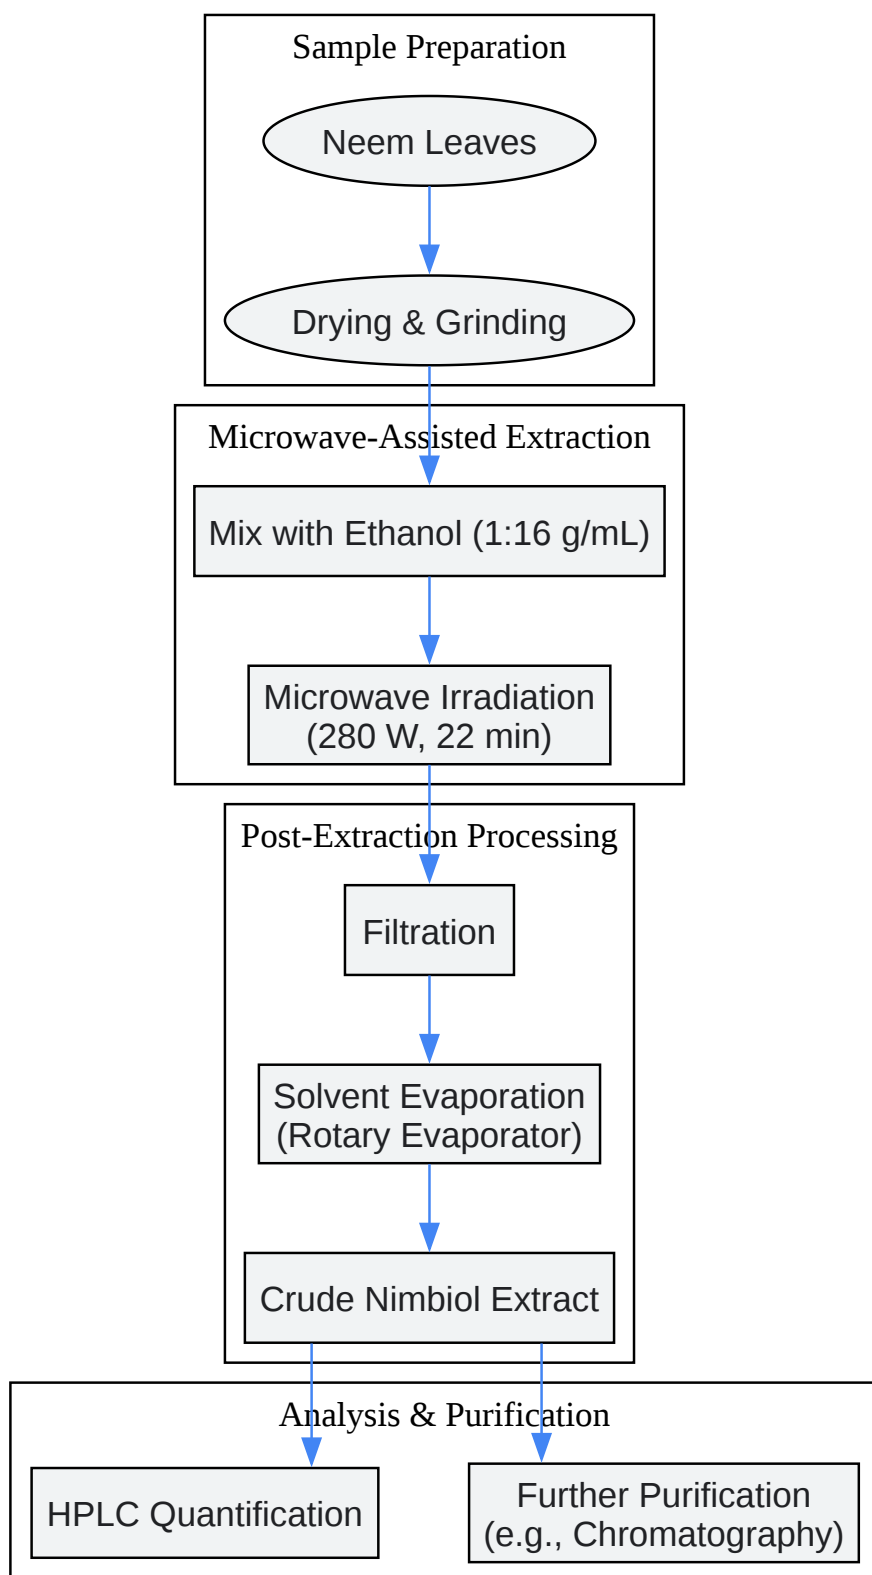 Sample Preparation
Neem Leaves
Drying & Grinding
Microwave-Assisted Extraction
Mix with Ethanol (1:16 g/mL)
Microwave Irradiation
(280 W, 22 min)
Post-Extraction Processing
Filtration
Solvent Evaporation
(Rotary Evaporator)
Crude Nimbiol Extract
Analysis & Purification
HPLC Quantification
Further Purification
(e.g., Chromatography)